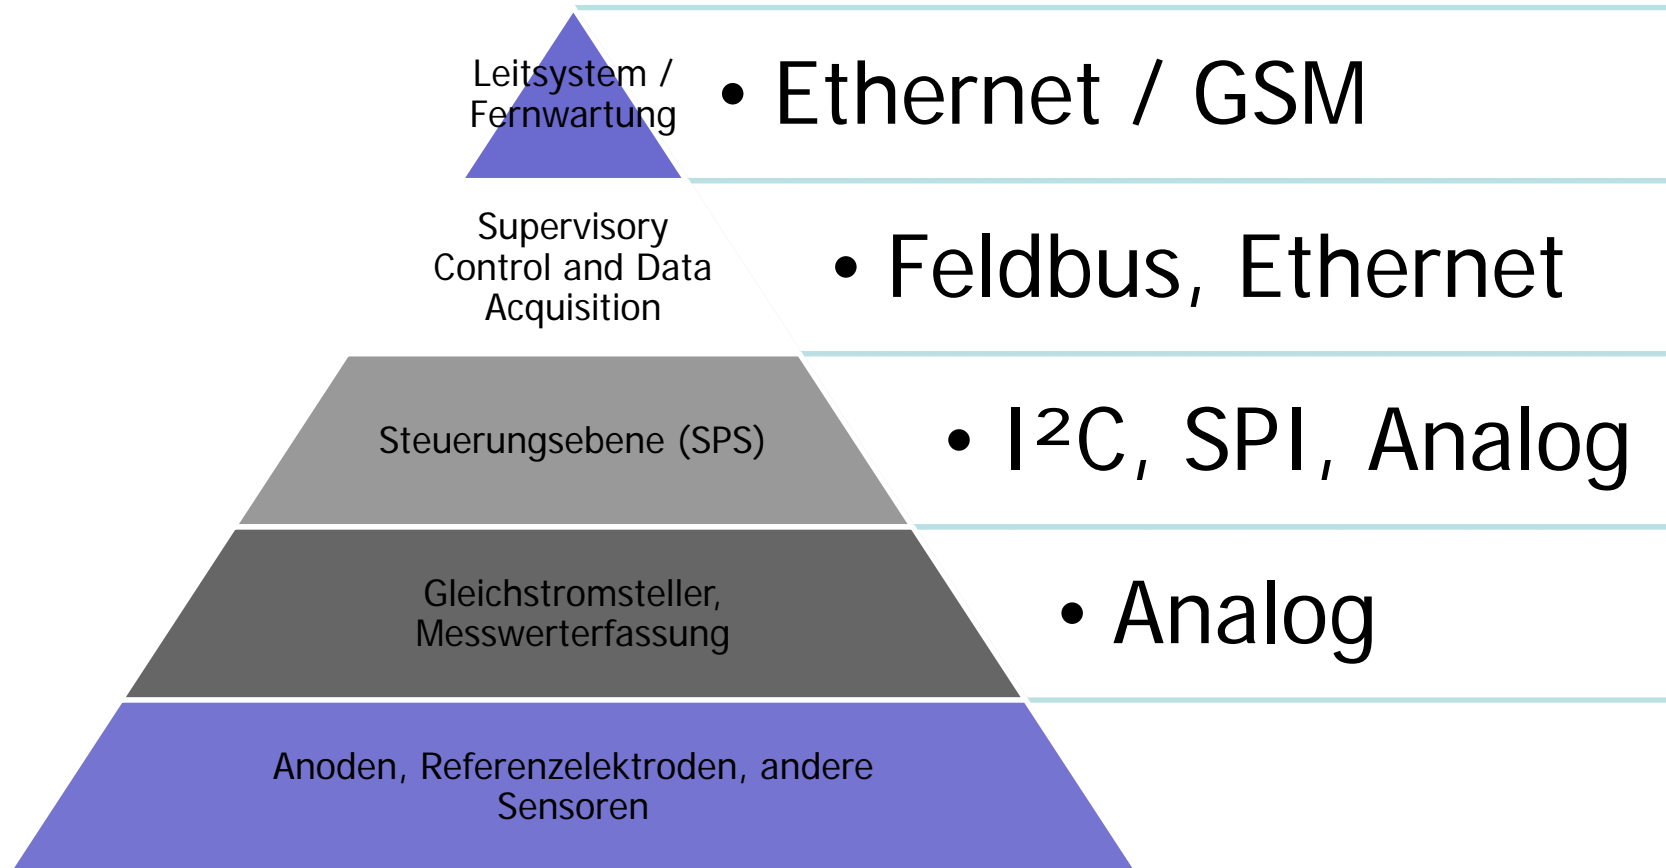 Leitsystem /
Fernwartung
• Ethernet / GSM
Supervisory
Control and Data
Acquisition
• Feldbus, Ethernet
Steuerungsebene (SPS)
• I²C, SPI, Analog
Gleichstromsteller,
Messwerterfassung
• Analog
Anoden, Referenzelektroden, andere
Sensoren